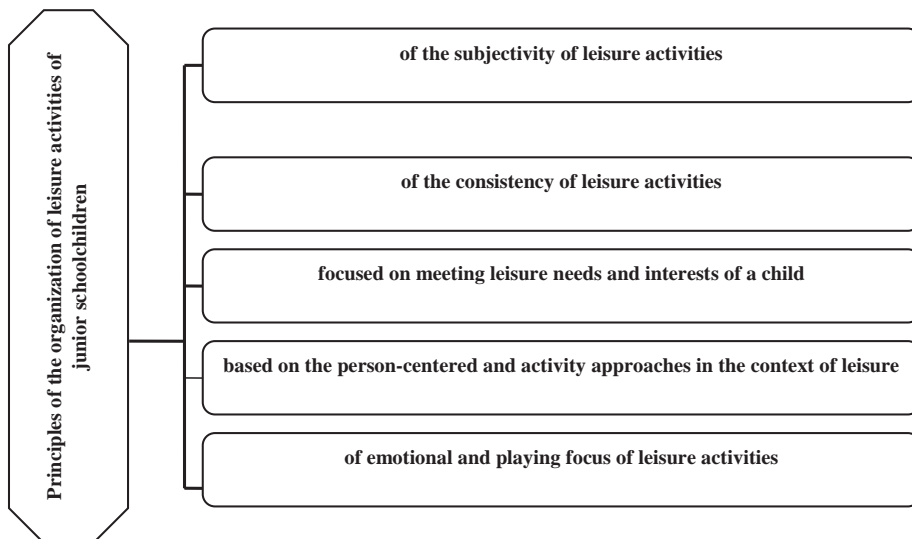 Principles of the organization of leisure activities of
junior schoolchildren
of the subjectivity of leisure activities
of the consistency of leisure activities
focused on meeting leisure needs and interests of a child
based on the person-centered and activity approaches in the context of leisure
of emotional and playing focus of leisure activities